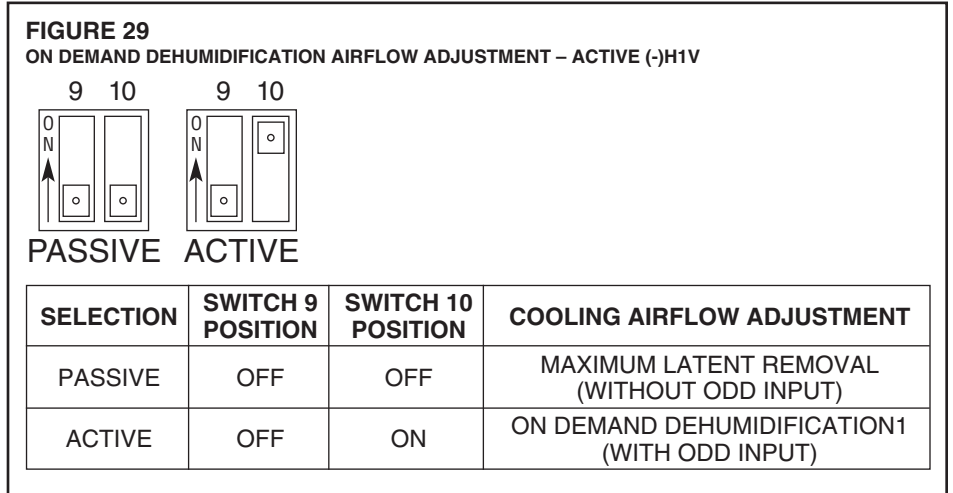 FIGURE 29
ON DEMAND DEHUMIDIFICATION AIRFLOW ADJUSTMENT – ACTIVE (-)H1V
9 10 9 10
O N O N
PASSIVE ACTIVE
SELECTION SWITCH 9 POSITION SWITCH 10 POSITION COOLING AIRFLOW ADJUSTMENT
PASSIVE OFF OFF MAXIMUM LATENT REMOVAL (WITHOUT ODD INPUT)
ACTIVE OFF ON ON DEMAND DEHUMIDIFICATION1 (WITH ODD INPUT)